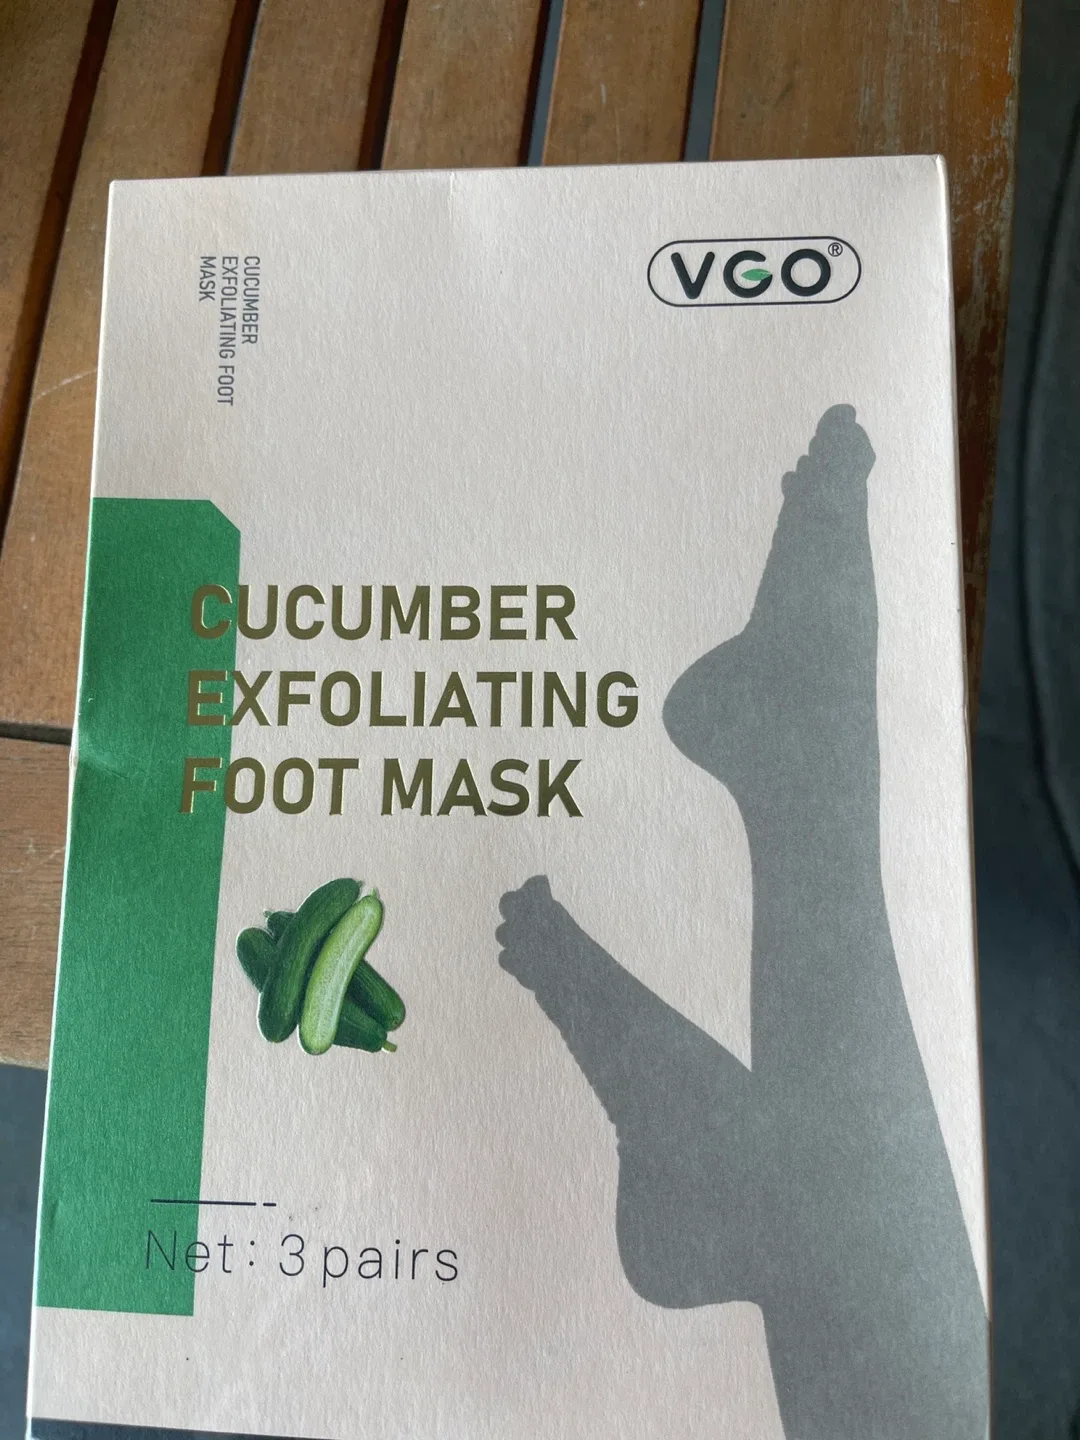 CUCUMBER
EXFOLIATING FOOT
MASK
VGO®
CUCUMBER
EXFOLIATING
FOOT MASK
Net: 3 pairs